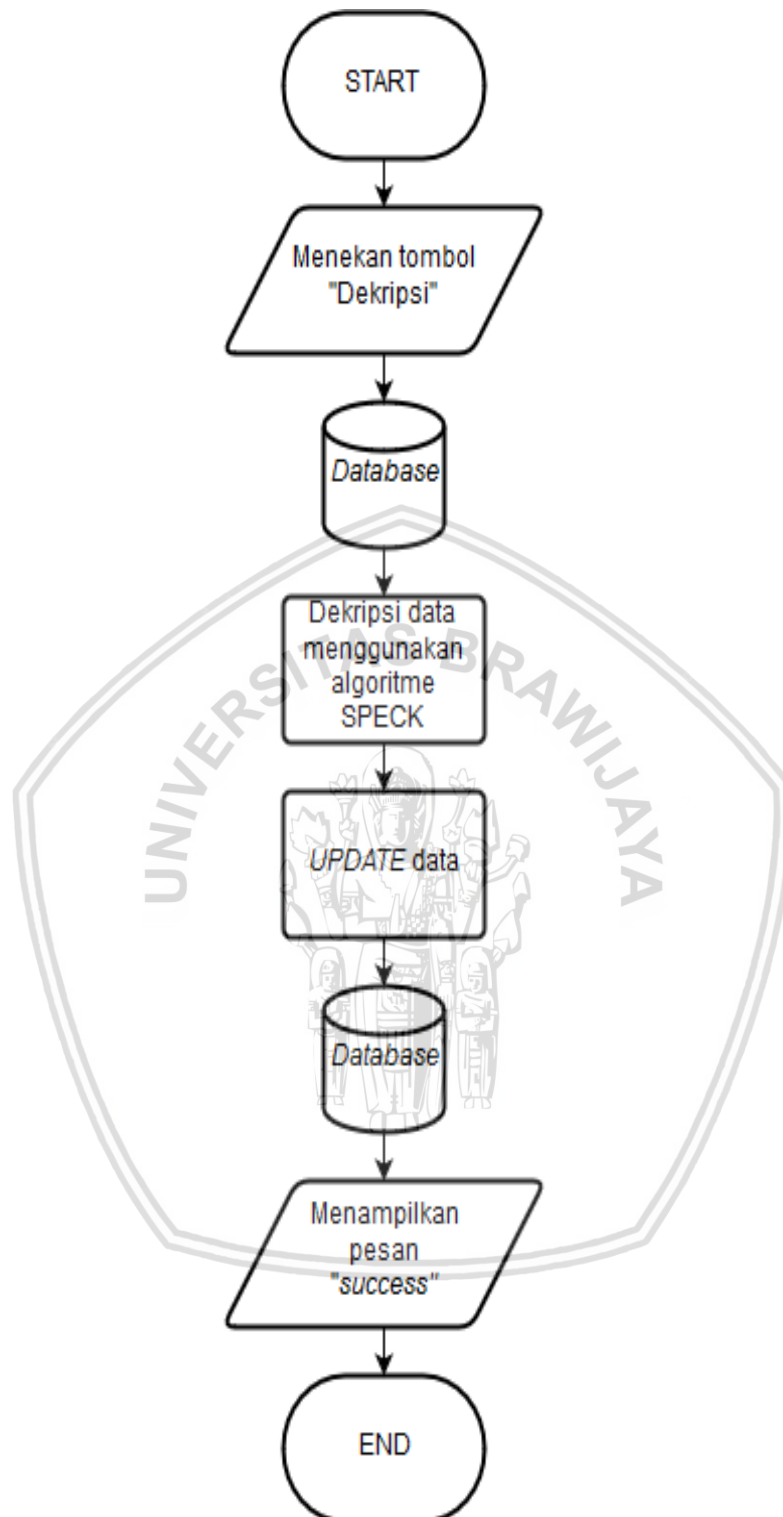 START
Menekan tombol
"Dekripsi"
Database
Dekripsi data
menggunakan
algoritme
SPECK
UNIVERSITAS BRAWIJAYA
UPDATE data
Database
Menampilkan
pesan
"success"
END